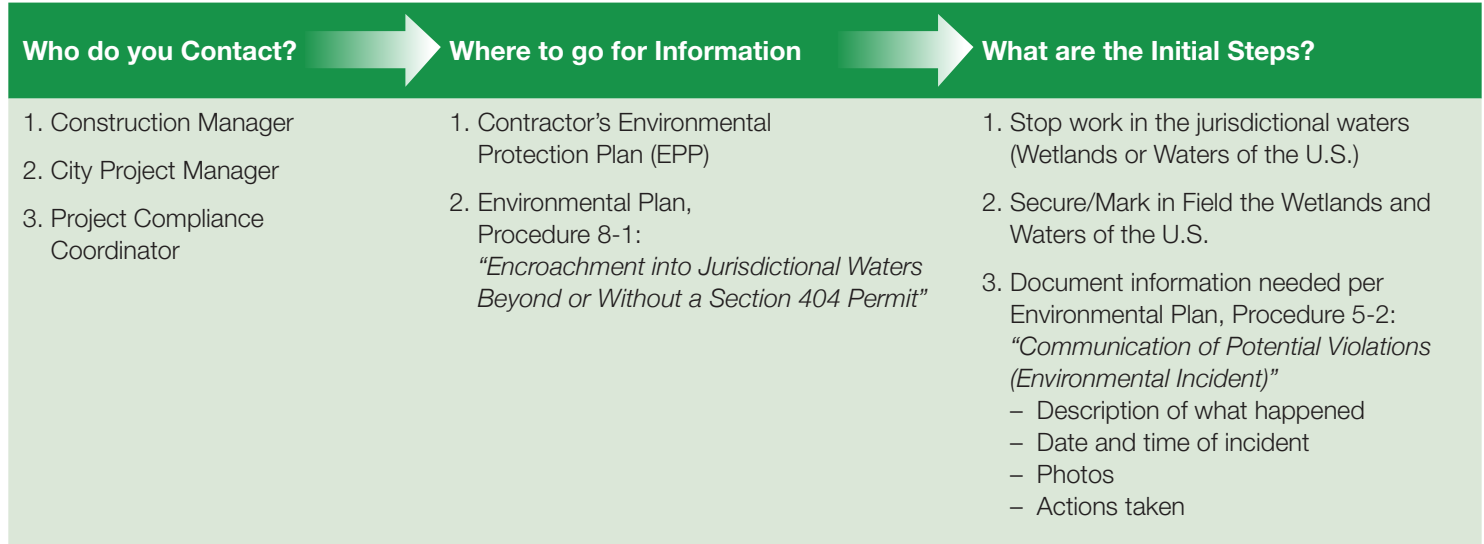 Who do you Contact?
Where to go for Information
What are the Initial Steps?
1. Construction Manager
2. City Project Manager
3. Project Compliance
Coordinator
1. Contractor’s Environmental
Protection Plan (EPP)
2. Environmental Plan,
Procedure 8-1:
“Encroachment into Jurisdictional Waters
Beyond or Without a Section 404 Permit”
1. Stop work in the jurisdictional waters
(Wetlands or Waters of the U.S.)
2. Secure/Mark in Field the Wetlands and
Waters of the U.S.
3. Document information needed per
Environmental Plan, Procedure 5-2:
“Communication of Potential Violations
(Environmental Incident)”
– Description of what happened
– Date and time of incident
– Photos
– Actions taken